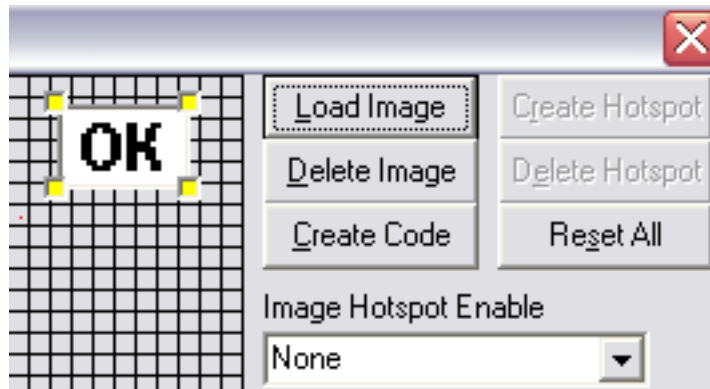 OK
Load Image
Create Hotspot
Delete Image
Delete Hotspot
Create Code
Reset All
Image Hotspot Enable
None